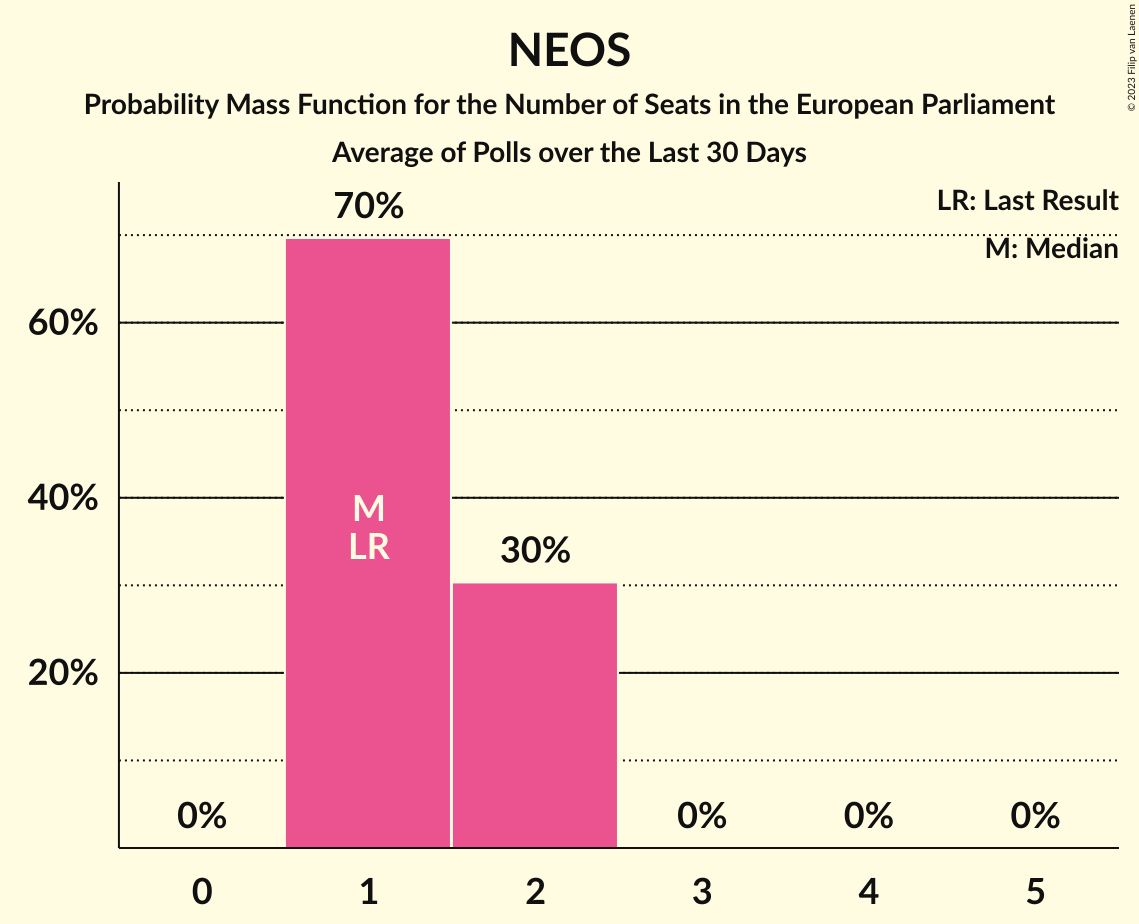 NEOS
Probability Mass Function for the Number of Seats in the European Parliament
Average of Polls over the Last 30 Days
© 2023 Filip van Laenen
LR: Last Result
M: Median
70%
60%
40%
20%
M
LR
30%
0%
0%
0%
0%
0
1
2
3
4
5